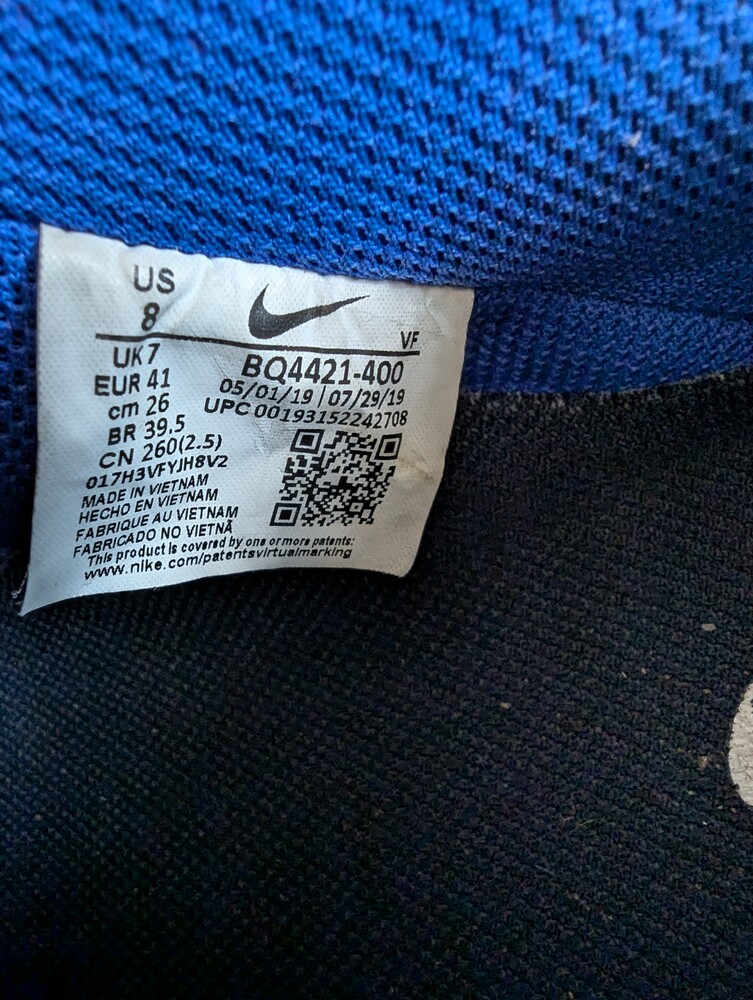 US
8
VF
UK 7
EUR 41
cm 26
BR 39.5
CN 260(2.5)
BQ4421-400
05/01/19 | 07/29/19
UPC 00193152242708
017H3VFYJH8V2
MADE IN VIETNAM
HECHO EN VIETNAM
FABRIQUE AU VIETNAM
FABRICADO NO VIETNÃ
This product is covered by one or more patents:
www.nike.com/patentsvirtualmarking